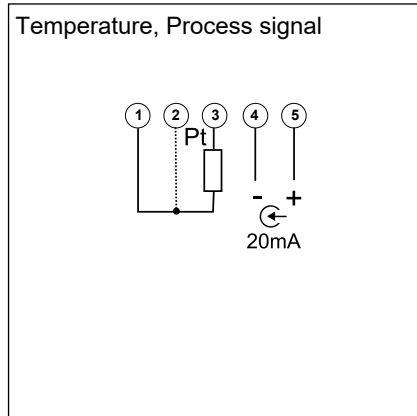 Temperature, Process signal
1 2 3 4 5
Pt
- +
20mA